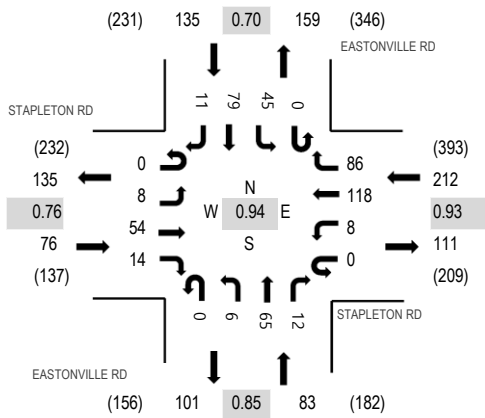 (231) 135 0.70 159 (346)
EASTONVILLE RD
STAPLETON RD
11 79 45 0
(232)
135
0.76
76
(137)
0
8
54
14
N
W 0.94 E
S
86
118
8
0
(393)
212
0.93
111
(209)
0 6 65 12
STAPLETON RD
EASTONVILLE RD
(156) 101 0.85 83 (182)